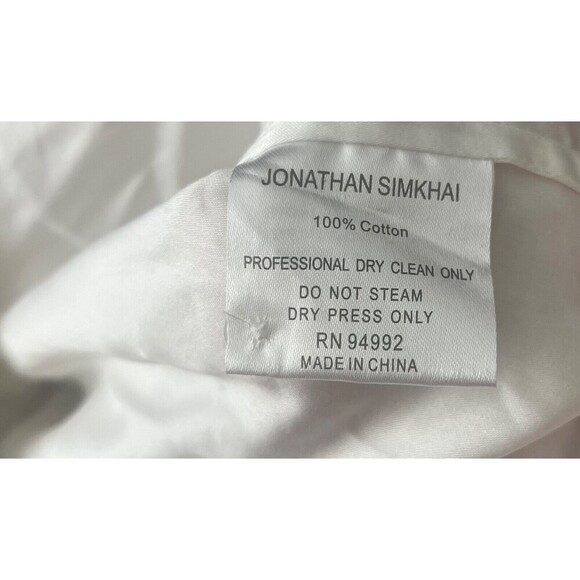 JONATHAN SIMKHAI
100% Cotton
PROFESSIONAL DRY CLEAN ONLY
DO NOT STEAM
DRY PRESS ONLY
RN 94992
MADE IN CHINA